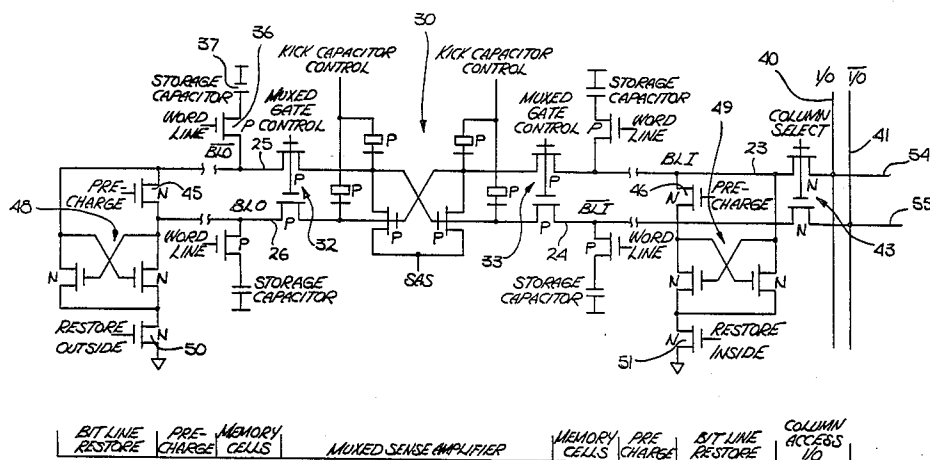 30
36
37
KICK CAPACITOR
CONTROL
KICK CAPACITOR
CONTROL
40
I/O
I/O
STORAGE
CAPACITOR
MUXED
GATE
CONTROL
MUXED
GATE
CONTROL
STORAGE
CAPACITOR
COLUMN
SELECT
41
WORD
LINE
P
P
P
P
WORD
LINE
49
BLO
25
BLI
23
54
PRE-
CHARGE
45
N
P
P
46
N
PRE-
CHARGE
N
48
BLO
P
32
P
P
33
P
BLI
N
55
WORD
LINE
26
P
P
P
24
P
WORD
LINE
43
N
N
SAS
N
N
STORAGE
CAPACITOR
STORAGE
CAPACITOR
RESTORE
OUTSIDE
N
50
N
51
RESTORE
INSIDE
BIT LINE
RESTORE
PRE-
CHARGE
MEMORY
CELLS
MUXED SENSE AMPLIFIER
MEMORY
CELLS
PRE
CHARGE
BIT LINE
RESTORE
COLUMN
ACCESS
I/O